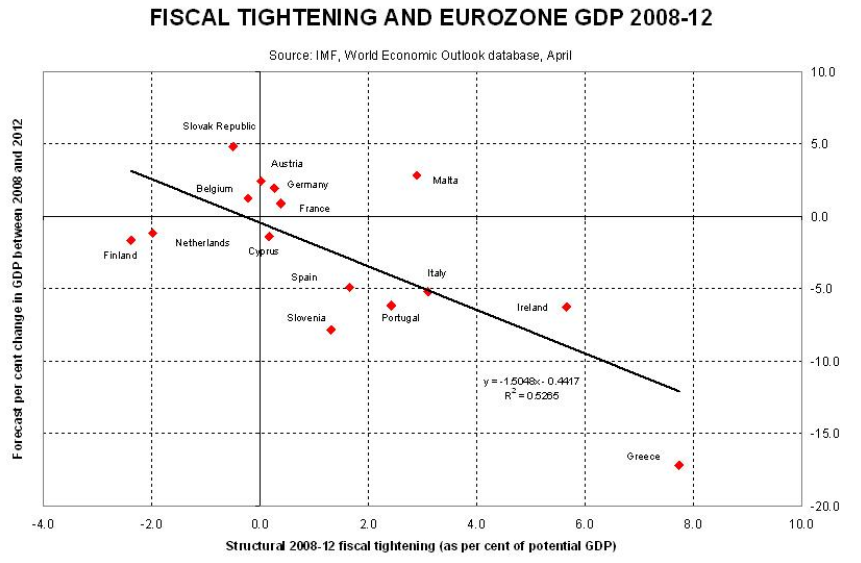 FISCAL TIGHTENING AND EUROZONE GDP 2008-12
Source: IMF, World Economic Outlook database, April
Forecast per cent change in GDP between 2008 and 2012
10.0
5.0
0.0
-5.0
-10.0
-15.0
-20.0
Slovak Republic
Austria
Germany
Malta
Belgium
France
Netherlands
Finland
Cyprus
Spain
Italy
Slovenia
Portugal
Ireland
y = -1.5048x - 0.4417
R² = 0.5265
Greece
-4.0 -2.0 0.0 2.0 4.0 6.0 8.0 10.0
Structural 2008-12 fiscal tightening (as per cent of potential GDP)